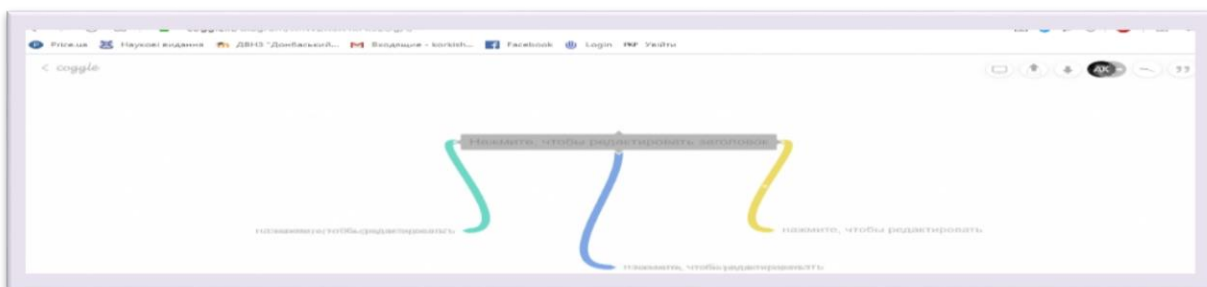 Price.ua Наукові видання ДВНЗ "Донбаський... Входящие - korkish... Facebook Login Увійти
< coggle ДК
Нажмите, чтобы редактировать заголовок
нажмите, чтобы редактировать нажмите, чтобы редактировать
нажмите, чтобы редактировать